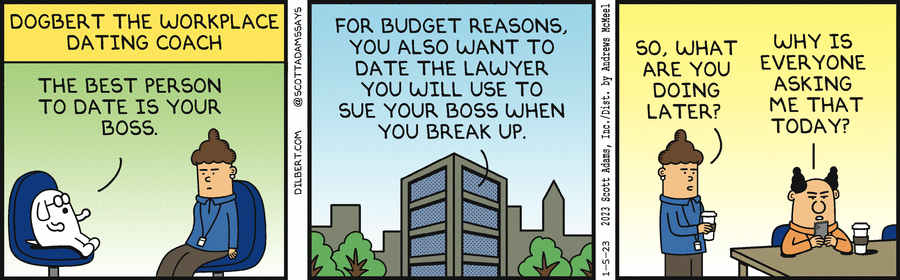 DOGBERT THE WORKPLACE
DATING COACH
THE BEST PERSON
TO DATE IS YOUR
BOSS.
DILBERT.COM @SCOTTADAMSSAYS
FOR BUDGET REASONS,
YOU ALSO WANT TO
DATE THE LAWYER
YOU WILL USE TO
SUE YOUR BOSS WHEN
YOU BREAK UP.
1-5-23 2023 Scott Adams, Inc./Dist. by Andrews McMeel
SO, WHAT
ARE YOU
DOING
LATER?
WHY IS
EVERYONE
ASKING
ME THAT
TODAY?